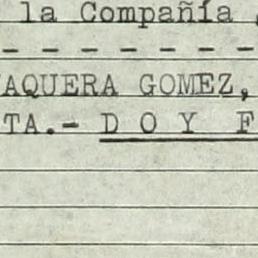 la Compañía
- - - - - - -
AQUERA GOMEZ,
TA.- D O Y F